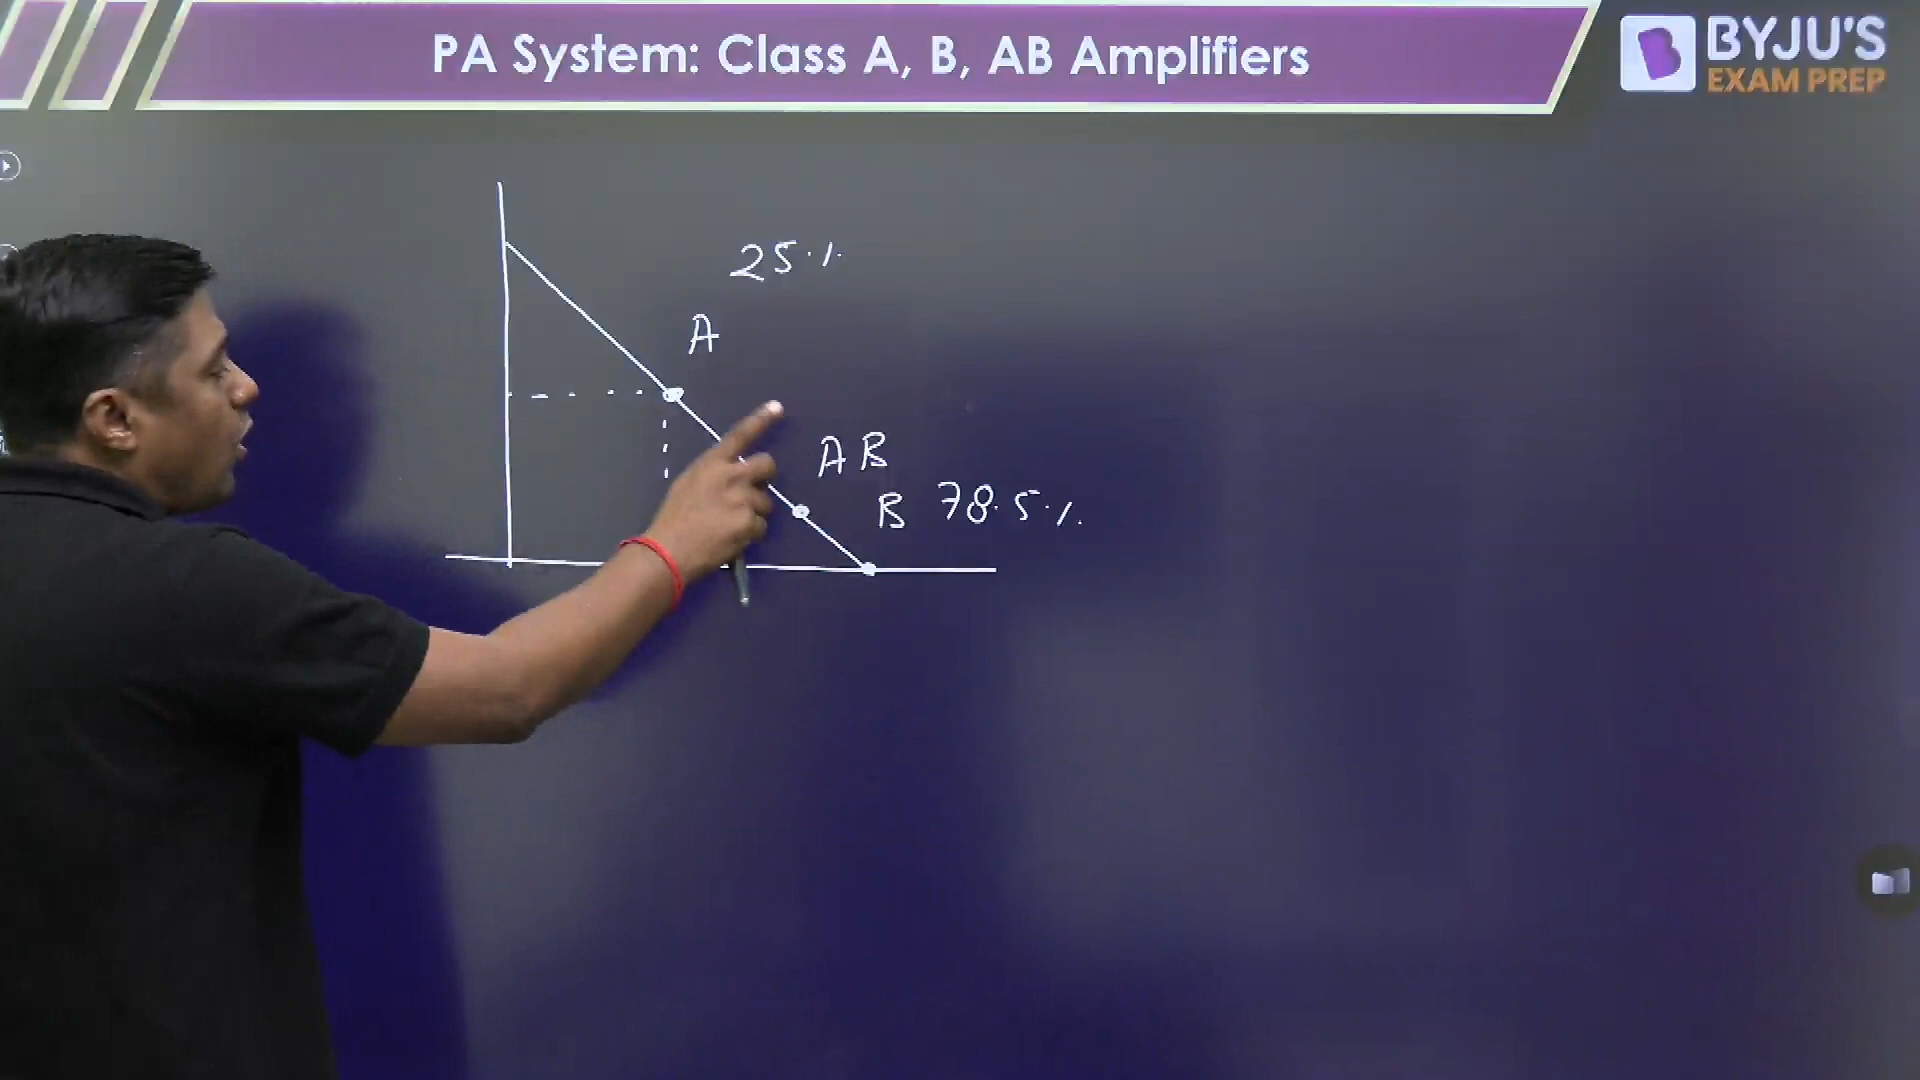 PA System: Class A, B, AB Amplifiers
BYJU'S
EXAM PREP
25%
A
AB
B 78.5%